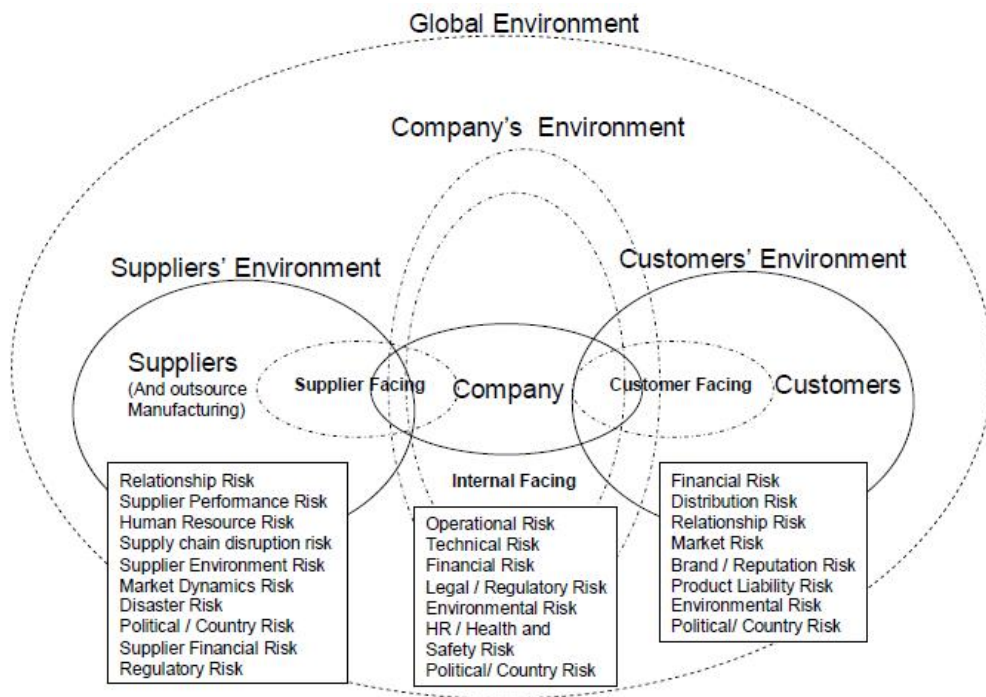 Global Environment
Company's  Environment
Suppliers' Environment
Customers' Environment
Suppliers
(And outsource
Manufacturing)
Supplier Facing
Company
Customer Facing
Customers
Internal Facing
Relationship Risk
Supplier Performance Risk
Human Resource Risk
Supply chain disruption risk
Supplier Environment Risk
Market Dynamics Risk
Disaster Risk
Political / Country Risk
Supplier Financial Risk
Regulatory Risk
Operational Risk
Technical Risk
Financial Risk
Legal / Regulatory Risk
Environmental Risk
HR / Health and
Safety Risk
Political/ Country Risk
Financial Risk
Distribution Risk
Relationship Risk
Market Risk
Brand / Reputation Risk
Product Liability Risk
Environmental Risk
Political/ Country Risk